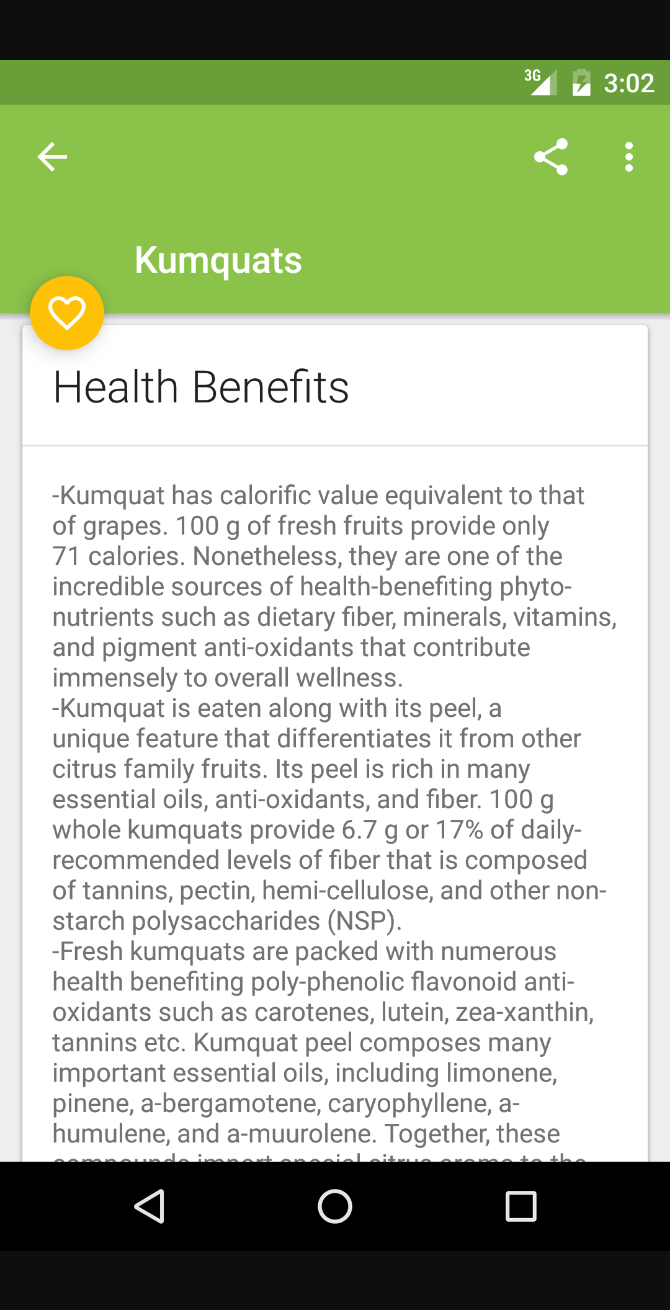 3G 3:02
Kumquats
Health Benefits
-Kumquat has calorific value equivalent to that
of grapes. 100 g of fresh fruits provide only
71 calories. Nonetheless, they are one of the
incredible sources of health-benefiting phyto-
nutrients such as dietary fiber, minerals, vitamins,
and pigment anti-oxidants that contribute
immensely to overall wellness.
-Kumquat is eaten along with its peel, a
unique feature that differentiates it from other
citrus family fruits. Its peel is rich in many
essential oils, anti-oxidants, and fiber. 100 g
whole kumquats provide 6.7 g or 17% of daily-
recommended levels of fiber that is composed
of tannins, pectin, hemi-cellulose, and other non-
starch polysaccharides (NSP).
-Fresh kumquats are packed with numerous
health benefiting poly-phenolic flavonoid anti-
oxidants such as carotenes, lutein, zea-xanthin,
tannins etc. Kumquat peel composes many
important essential oils, including limonene,
pinene, a-bergamotene, caryophyllene, a-
humulene, and a-muurolene. Together, these
compounds impart special citrus aroma to the